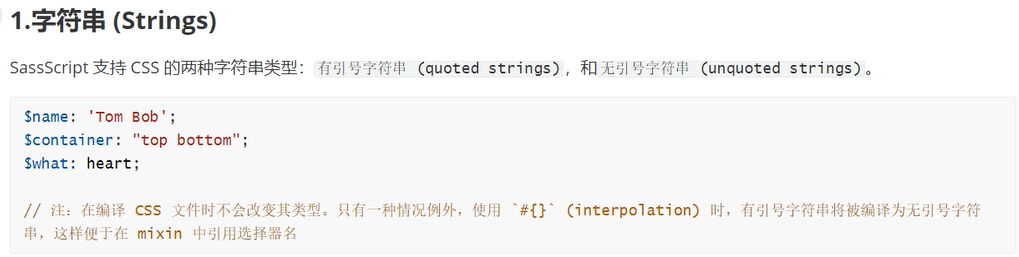 1.字符串 (Strings)
SassScript 支持 CSS 的两种字符串类型：有引号字符串 (quoted strings)，和无引号字符串 (unquoted strings)。
$name: 'Tom Bob';
$container: "top bottom";
$what: heart;
// 注：在编译 CSS 文件时不会改变其类型。只有一种情况例外，使用 `#{}` (interpolation) 时，有引号字符串将被编译为无引号字符
串，这样便于在 mixin 中引用选择器名